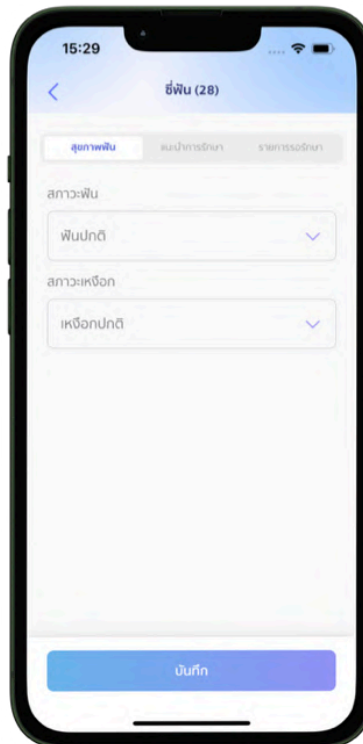 15:29
ซี่ฟัน (28)
สุขภาพฟัน แนะนำการรักษา รายการรอรักษา
สภาวะฟัน
ฟันปกติ
สภาวะเหงือก
เหงือกปกติ
บันทึก